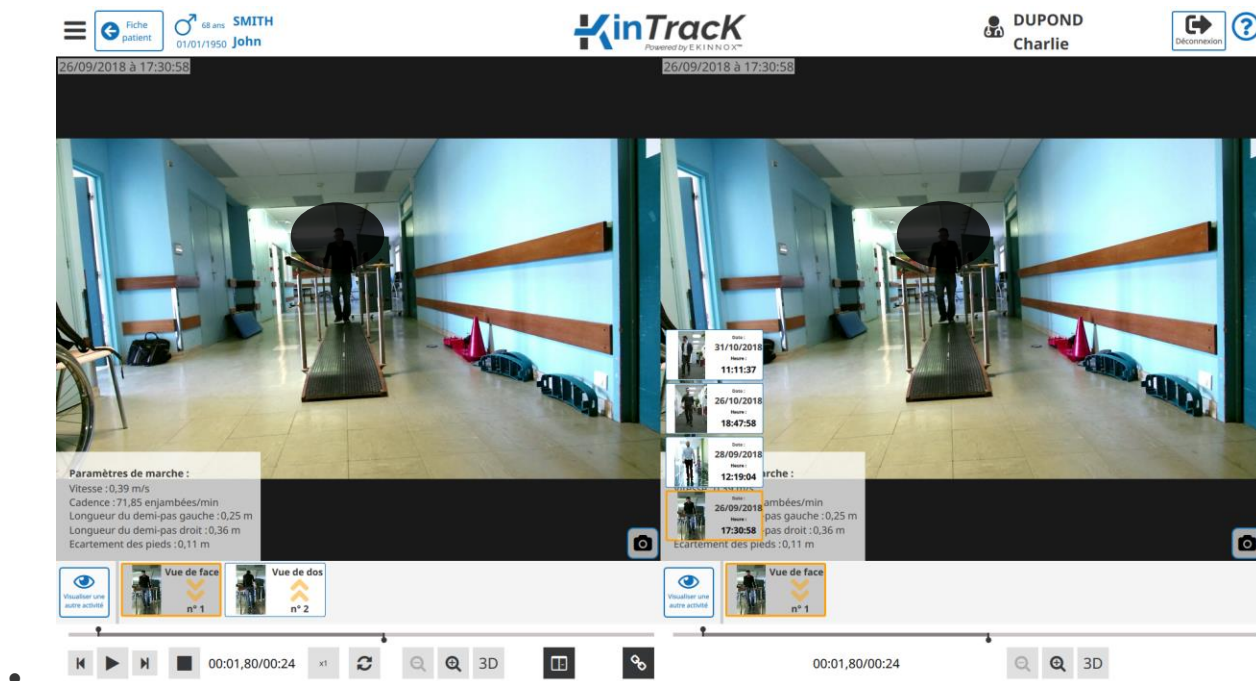 Fiche
patient
68 ans SMITH
01/01/1950 John
KinTracK
Powered by EKINNOX™
DUPOND
Charlie
Déconnexion
?
26/09/2018 à 17:30:58
Paramètres de marche :
Vitesse : 0,39 m/s
Cadence : 71,85 enjambées/min
Longueur du demi-pas gauche : 0,25 m
Longueur du demi-pas droit : 0,36 m
Ecartement des pieds : 0,11 m
Visualiser une
autre activité
Vue de face
n° 1
Vue de dos
n° 2
00:01,80/00:24
x1
3D
26/09/2018 à 17:30:58
Date :
31/10/2018
Heure :
11:11:37
Date :
26/10/2018
Heure :
18:47:58
Date :
28/09/2018
Heure :
12:19:04
Date :
26/09/2018
Heure :
17:30:58
arche :
ambées/min
pas gauche : 0,25 m
pas droit : 0,36 m
Ecartement des pieds : 0,11 m
Visualiser une
autre activité
Vue de face
n° 1
00:01,80/00:24
3D